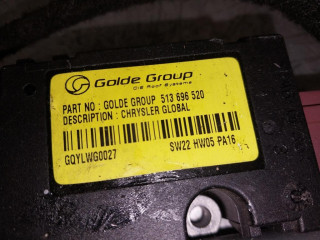 Golde Group
Oe Roof Systems
PART NO : GOLDE GROUP 513 696 520
DESCRIPTION : CHRYSLER GLOBAL
GQYLWG0027
SW22 HW05 PA16